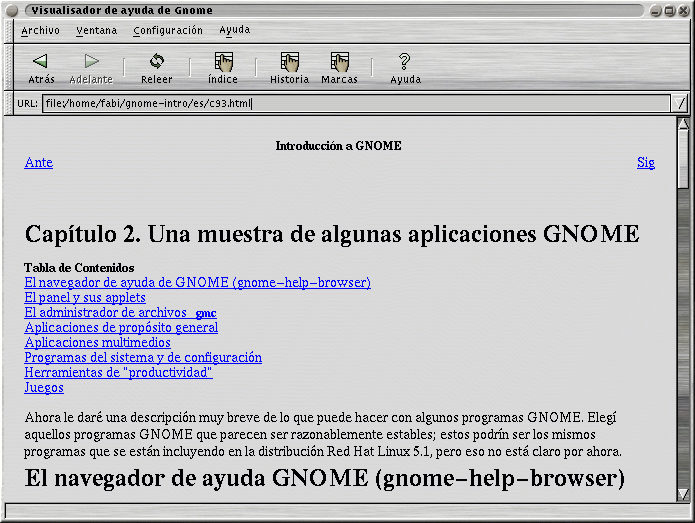 Visualisador de ayuda de Gnome
Archivo Ventana Configuración Ayuda
Atrás Adelante Releer índice Historia Marcas Ayuda
URL: file:/home/fabi/gnome-intro/es/c93.html
Introducción a GNOME
Ante Sig
Capítulo 2. Una muestra de algunas aplicaciones GNOME
Tabla de Contenidos
El navegador de ayuda de GNOME (gnome-help-browser)
El panel y sus applets
El administrador de archivos gmc
Aplicaciones de propósito general
Aplicaciones multimedios
Programas del sistema y de configuración
Herramientas de "productividad"
Juegos
Ahora le daré una descripción muy breve de lo que puede hacer con algunos programas GNOME. Elegí
aquellos programas GNOME que parecen ser razonablemente estables; estos podrín ser los mismos
programas que se están incluyendo en la distribución Red Hat Linux 5.1, pero eso no está claro por ahora.
El navegador de ayuda GNOME (gnome-help-browser)